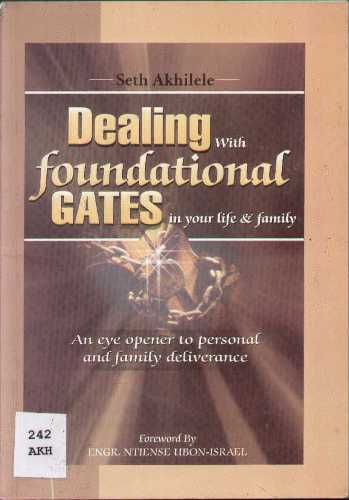 Seth Akhilele
Dealing With
foundational
GATES in your life & family
An eye opener to personal
and family deliverance
Foreword By
ENGR. NTIENSE UBON-ISRAEL
242
AKH